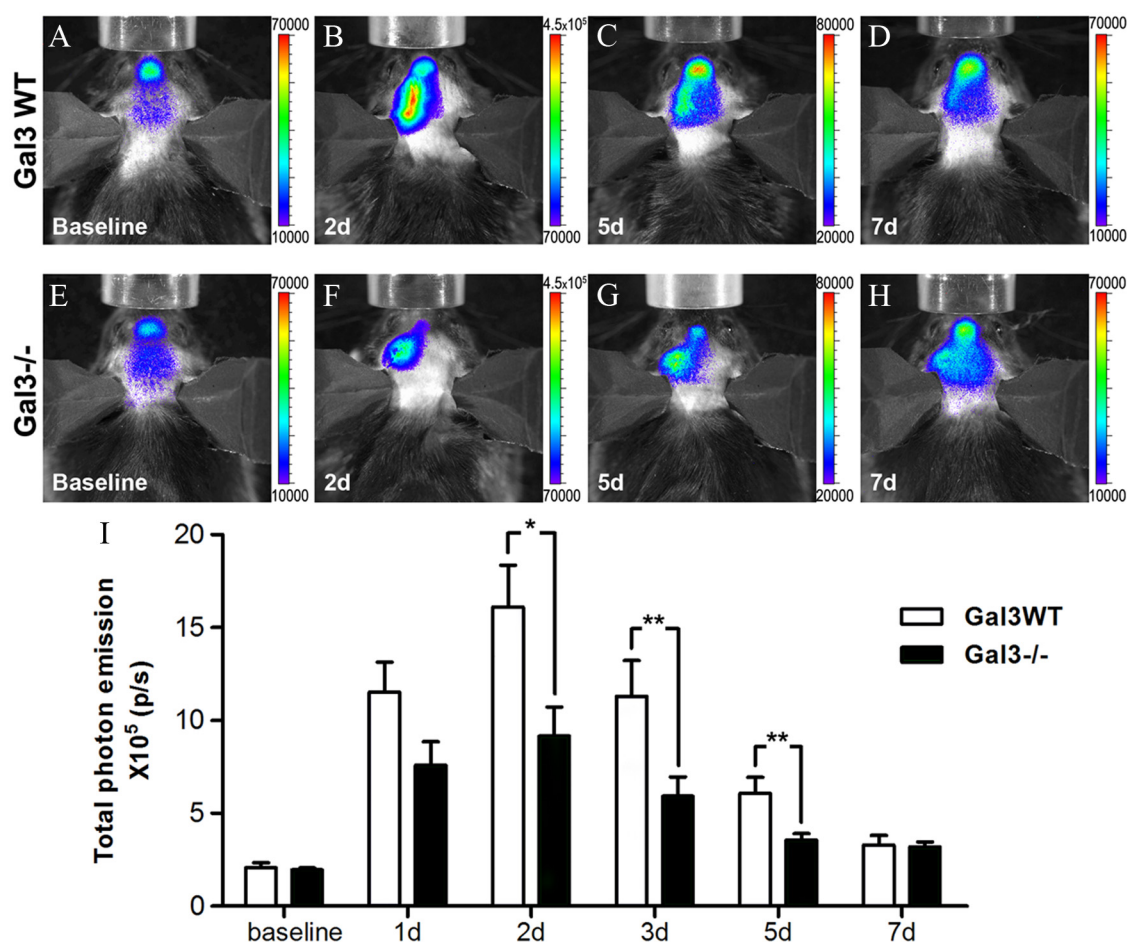 A
B
C
D
Gal3 WT
70000
4.5x10⁵
80000
70000
Baseline
2d
5d
7d
10000
70000
20000
10000
E
F
G
H
Gal3-/-
70000
4.5x10⁵
80000
70000
Baseline
2d
5d
7d
10000
70000
20000
10000
I
Total photon emission
X10⁵ (p/s)
20
15
10
5
0
*
**
**
Gal3WT
Gal3-/-
baseline 1d 2d 3d 5d 7d